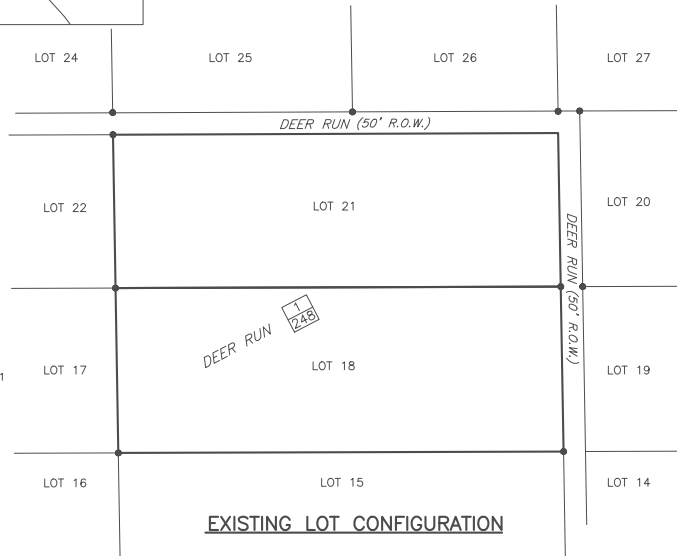 LOT 24
LOT 25
LOT 26
LOT 27
DEER RUN (50' R.O.W.)
LOT 22
LOT 21
LOT 20
DEER RUN (50' R.O.W.)
1
248
DEER RUN
1
LOT 17
LOT 18
LOT 19
LOT 16
LOT 15
LOT 14
EXISTING LOT CONFIGURATION